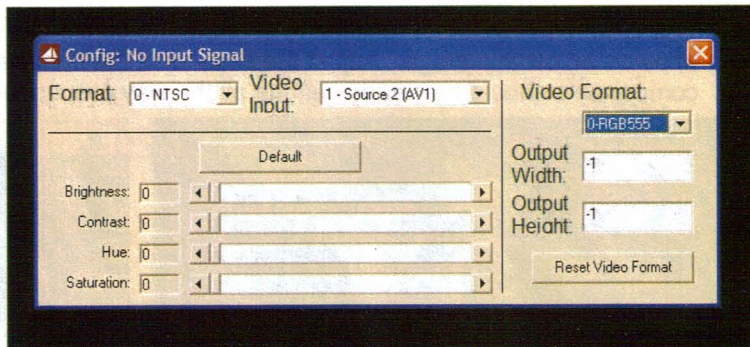 Config: No Input Signal
Format: 0 - NTSC Video Input: 1 - Source 2 (AV1)
Default
Brightness: 0
Contrast: 0
Hue: 0
Saturation: 0
Video Format:
0-RGB555
Output Width: -1
Output Height: -1
Reset Video Format